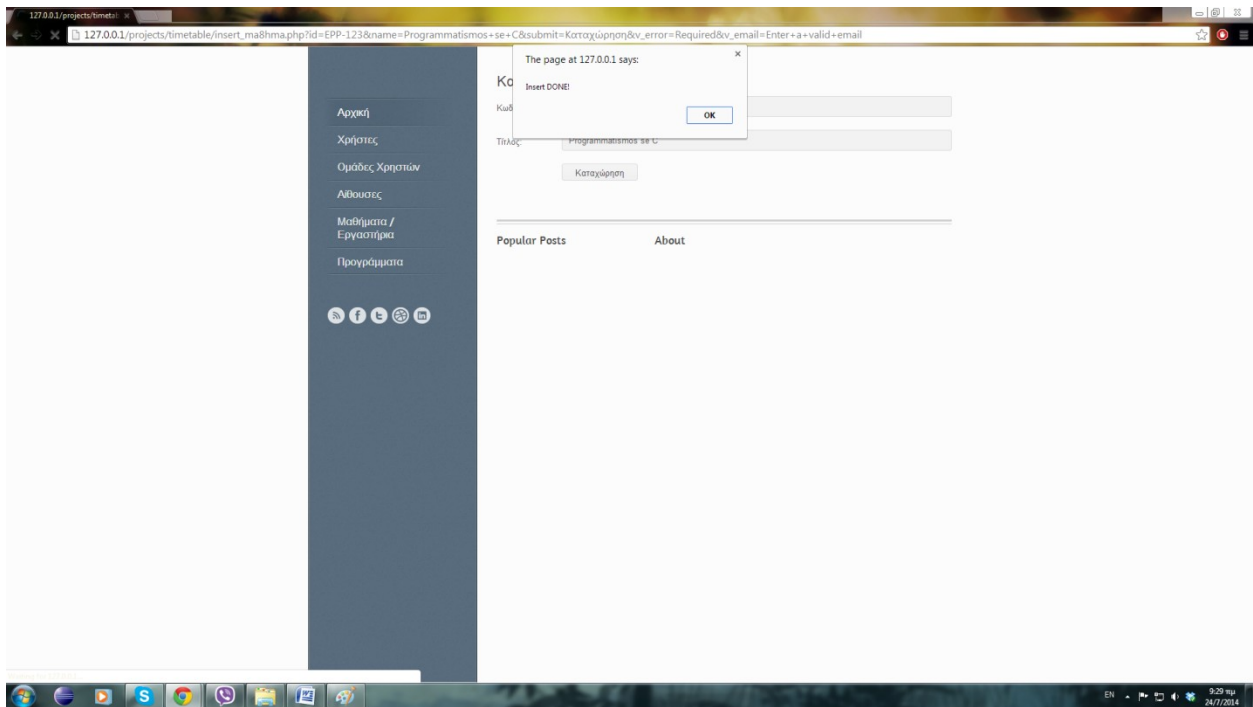 127.0.0.1/projects/timetal
127.0.0.1/projects/timetable/insert_ma8hma.php?id=EPP-123&name=Programmatismos+se+C&submit=Καταχώρηση&v_error=Required&v_email=Enter+a+valid+email
The page at 127.0.0.1 says:
Insert DONE!
OK
Κα
Κωδ
Τίτλος:
Programmatismos se C
Καταχώρηση
Αρχική
Χρήστες
Ομάδες Χρηστών
Αίθουσες
Μαθήματα /
Εργαστήρια
Προγράμματα
Popular Posts
About
EN
9:29 πμ
24/7/2014